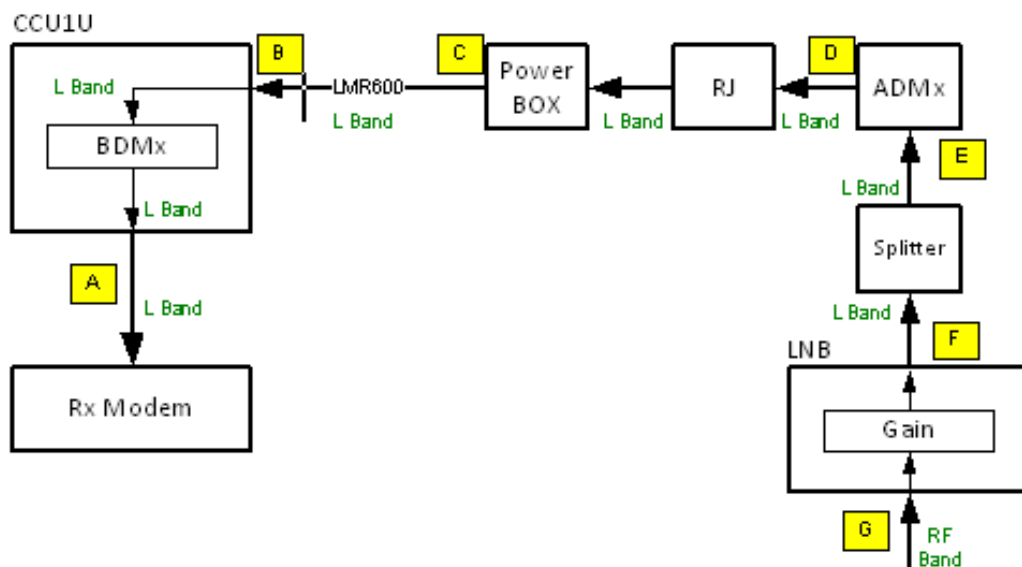 CCU1U
B
C
D
L Band
Power
BOX
RJ
ADMx
LMR600
BDMx
L Band
L Band
L Band
E
L Band
L Band
Splitter
A
L Band
L Band
F
LNB
Rx Modem
Gain
G
RF
Band